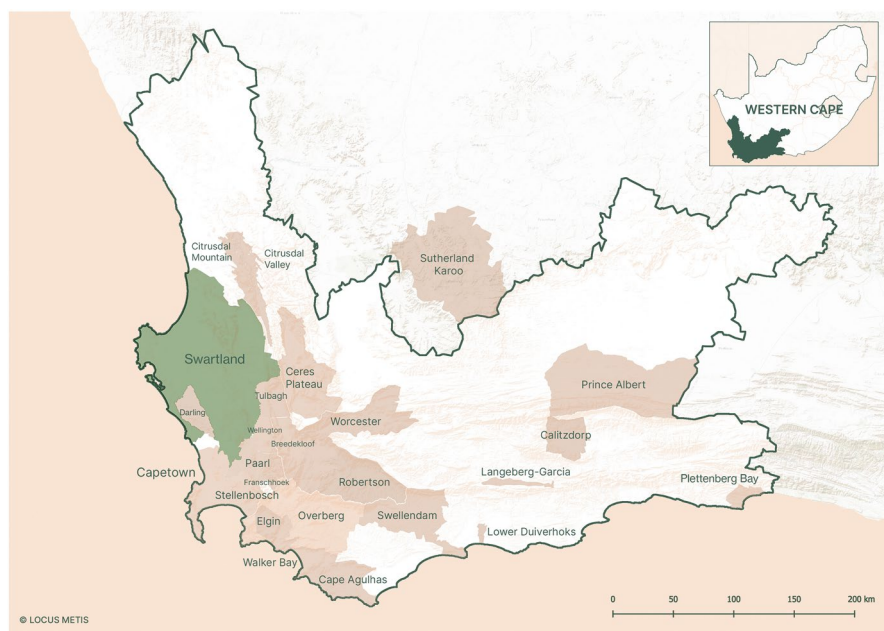 WESTERN CAPE
Citrusdal
Mountain
Citrusdal
Valley
Sutherland
Karoo
Swartland
Ceres
Plateau
Prince Albert
Tulbagh
Darling
Worcester
Wellington
Calitzdorp
Breedekloof
Paarl
Capetown
Langeberg-Garcia
Franschhoek
Robertson
Plettenberg Bay
Stellenbosch
Overberg
Swellendam
Elgin
Lower Duiverhoks
Walker Bay
Cape Agulhas
0 50 100 150 200 km
© LOCUS METIS